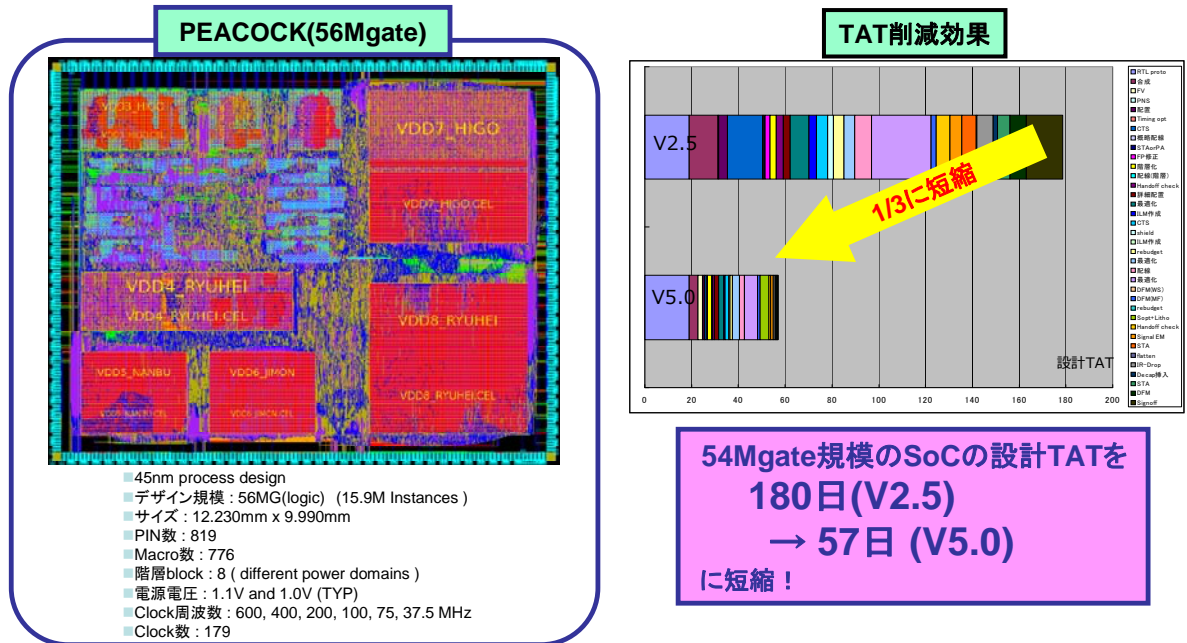 PEACOCK(56Mgate)
VDD7_HIGO
VDD7_HIGO.CEL
VDD4_RYUHEI
VDD4_RYUHEI.CEL
VDD8_RYUHEI
VDD5_NANBU
VDD6_JIMON
VDD8_RYUHEI.CEL
VDD6_JIMON.CEL
45nm process design
デザイン規模 : 56MG(logic) (15.9M Instances )
サイズ : 12.230mm x 9.990mm
PIN数 : 819
Macro数 : 776
階層block : 8 ( different power domains )
電源電圧 : 1.1V and 1.0V (TYP)
Clock周波数 : 600, 400, 200, 100, 75, 37.5 MHz
Clock数 : 179
TAT削減効果
V2.5
1/3に短縮
V5.0
設計TAT
0 20 40 60 80 100 120 140 160 180 200
RTL proto
合成
FV
PNS
配置
Timing opt
CTS
概略配線
STAorPA
FP修正
階層化
配線(階層)
Handoff check
詳細配置
最適化
ILM作成
CTS
shield
ILM作成
rebudget
最適化
配線
最適化
DFM(WS)
DFM(MF)
rebudget
Sopt+Litho
Handoff check
Signal EM
STA
flatten
IR-Drop
Decap挿入
STA
DFM
Signoff
54Mgate規模のSoCの設計TATを
180日(V2.5)
→ 57日 (V5.0)
に短縮！